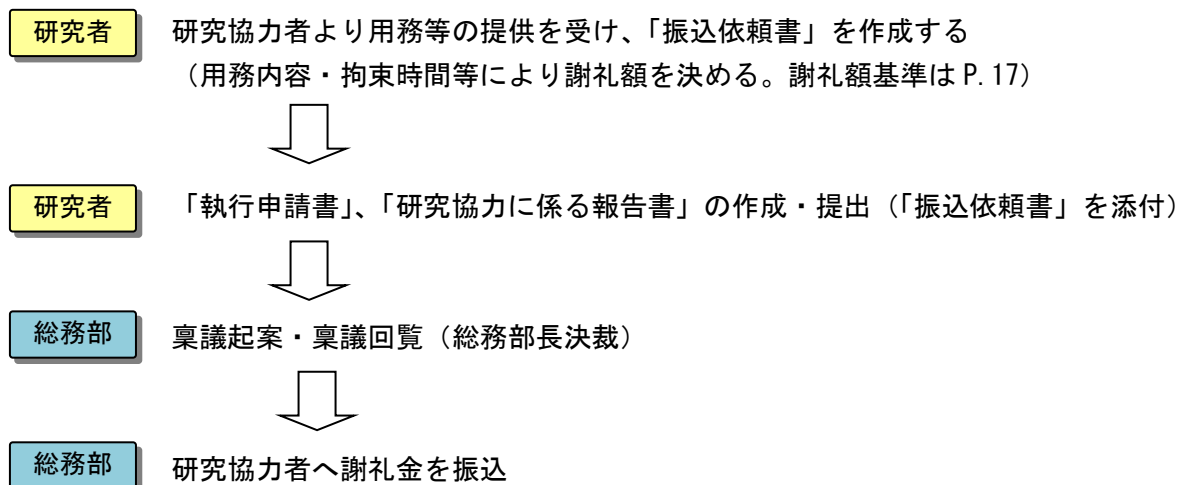 研究者 研究協力者より用務等の提供を受け、「振込依頼書」を作成する
（用務内容・拘束時間等により謝礼額を決める。謝礼額基準は P.17）
研究者 「執行申請書」、「研究協力に係る報告書」の作成・提出（「振込依頼書」を添付）
総務部 稟議起案・稟議回覧（総務部長決裁）
総務部 研究協力者へ謝礼金を振込